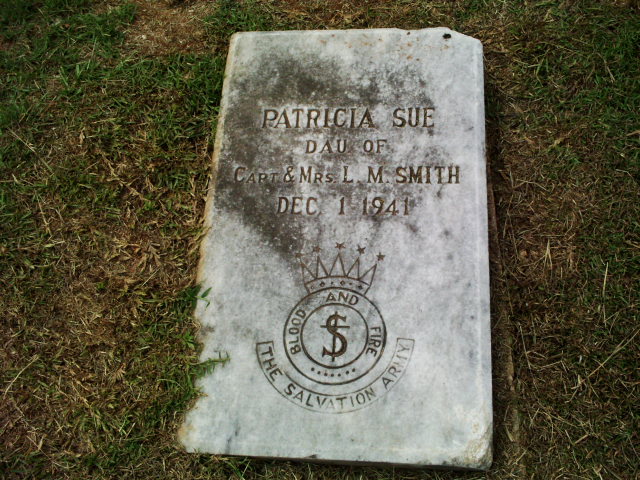 PATRICIA SUE
DAU OF
CAPT & MRS L. M. SMITH
DEC 1 1941
BLOOD AND FIRE
S
THE SALVATION ARMY